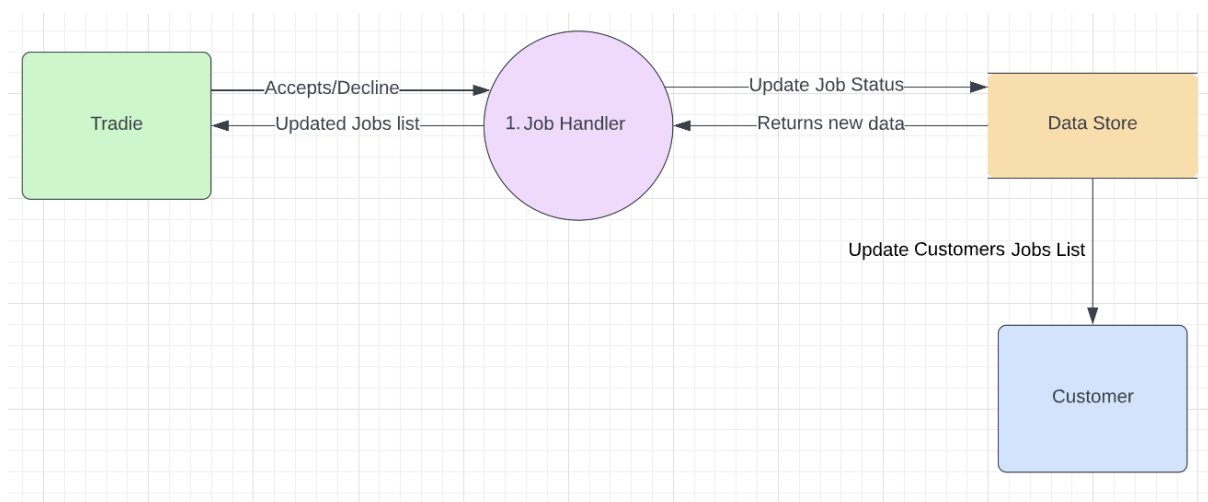 Accepts/Decline
Update Job Status
Tradie
Updated Jobs list
1. Job Handler
Returns new data
Data Store
Update Customers Jobs List
Customer